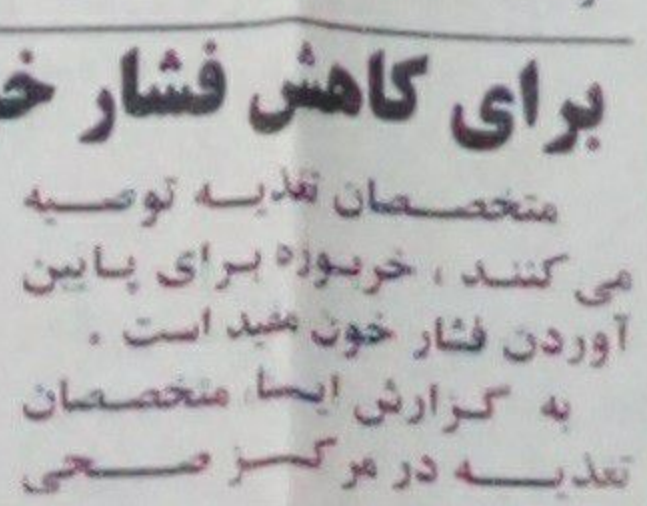 برای کاهش فشار
متخصصان تغذیه توصیه
می کنند ، خربوزه برای پایین
آوردن فشار خون مفید است .
به گزارش ایسنا متخصصان
تغذیه در مرکز صحی